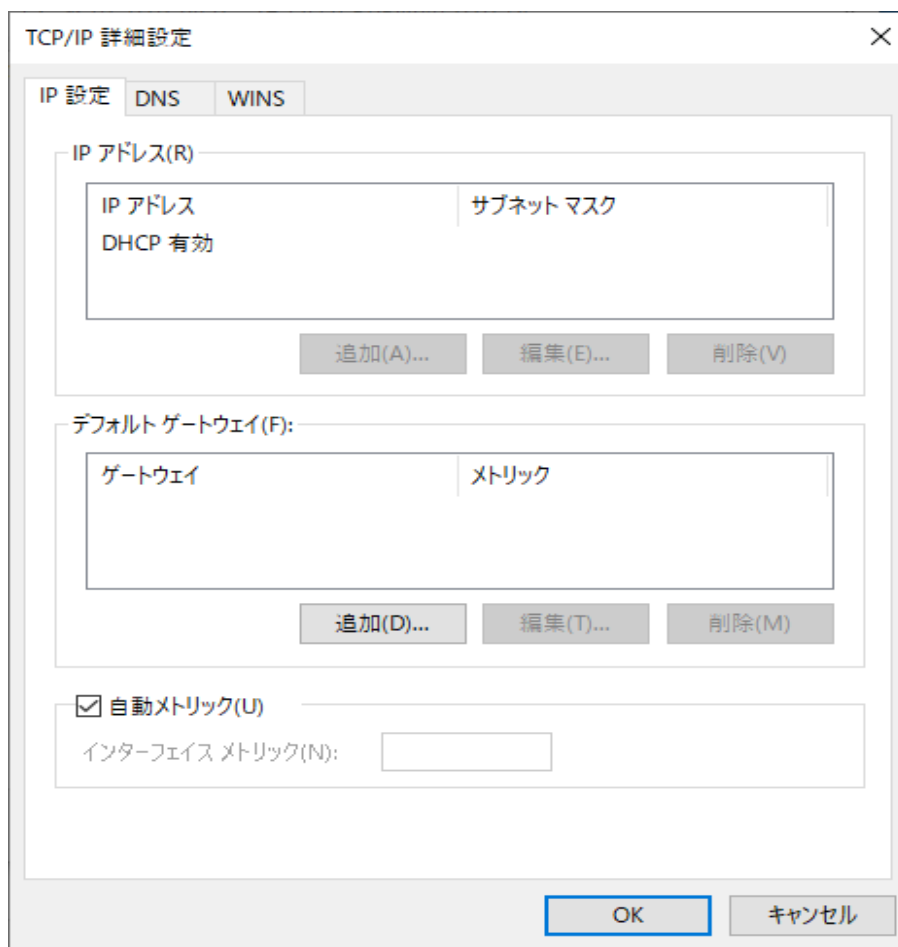 TCP/IP 詳細設定
IP 設定 DNS WINS
IP アドレス(R)
IP アドレス サブネット マスク
DHCP 有効
追加(A)... 編集(E)... 削除(V)
デフォルト ゲートウェイ(F):
ゲートウェイ メトリック
追加(D)... 編集(T)... 削除(M)
自動メトリック(U)
インターフェイス メトリック(N):
OK キャンセル